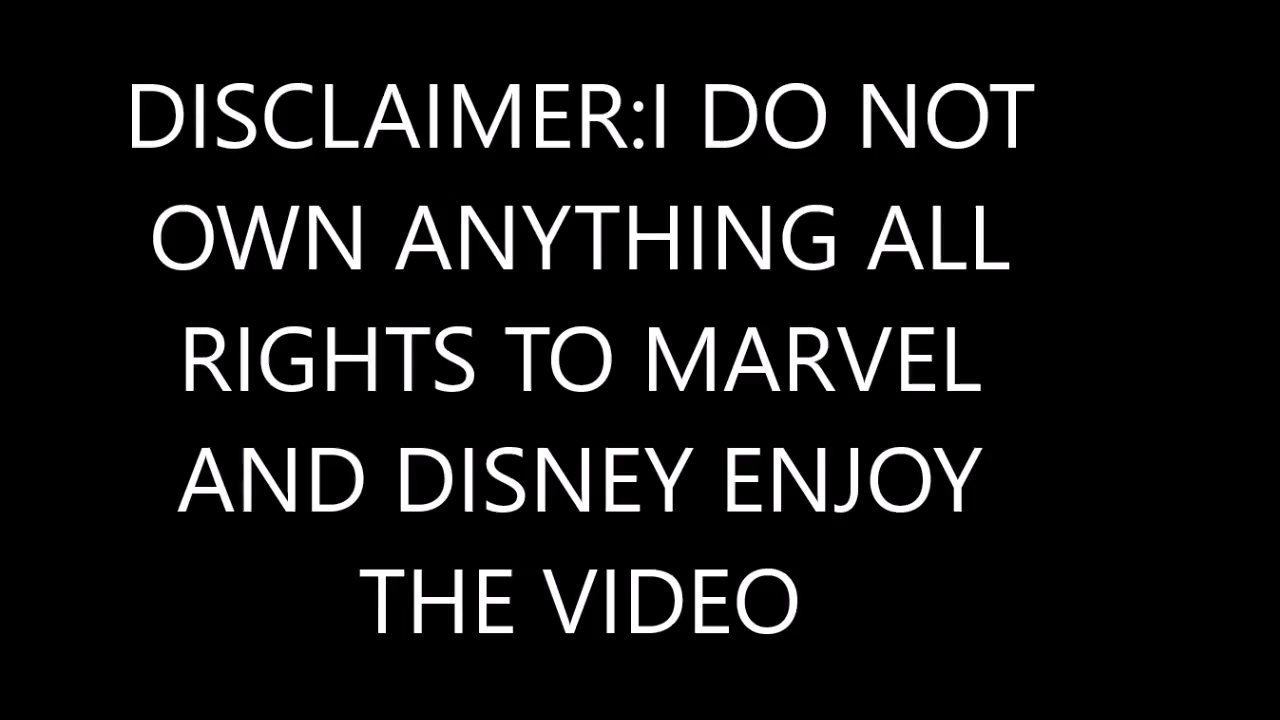 DISCLAIMER:I DO NOT
OWN ANYTHING ALL
RIGHTS TO MARVEL
AND DISNEY ENJOY
THE VIDEO